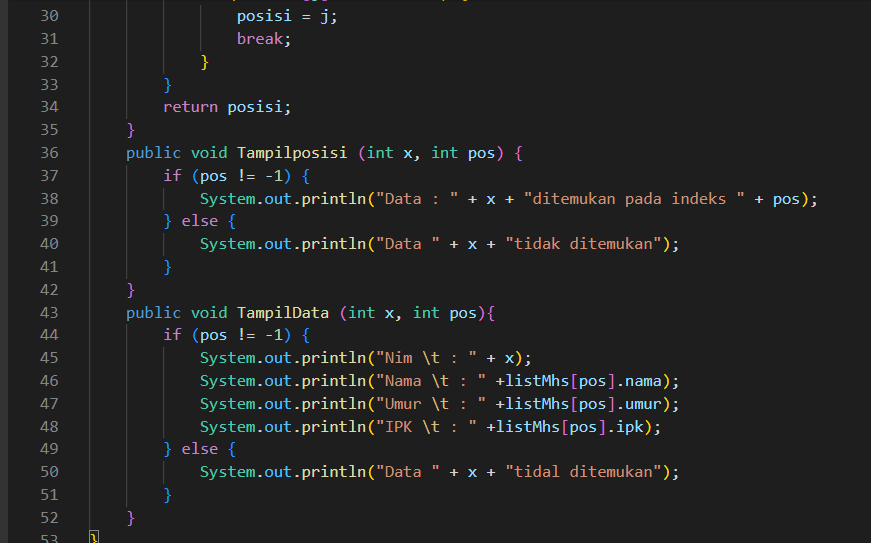 30 posisi = j;
31 break;
32 }
33 }
34 return posisi;
35 }
36 public void Tampilposisi (int x, int pos) {
37 if (pos != -1) {
38 System.out.println("Data : " + x + "ditemukan pada indeks " + pos);
39 } else {
40 System.out.println("Data " + x + "tidak ditemukan");
41 }
42 }
43 public void TampilData (int x, int pos){
44 if (pos != -1) {
45 System.out.println("Nim \t : " + x);
46 System.out.println("Nama \t : " +listMhs[pos].nama);
47 System.out.println("Umur \t : " +listMhs[pos].umur);
48 System.out.println("IPK \t : " +listMhs[pos].ipk);
49 } else {
50 System.out.println("Data " + x + "tidal ditemukan");
51 }
52 }
53 }